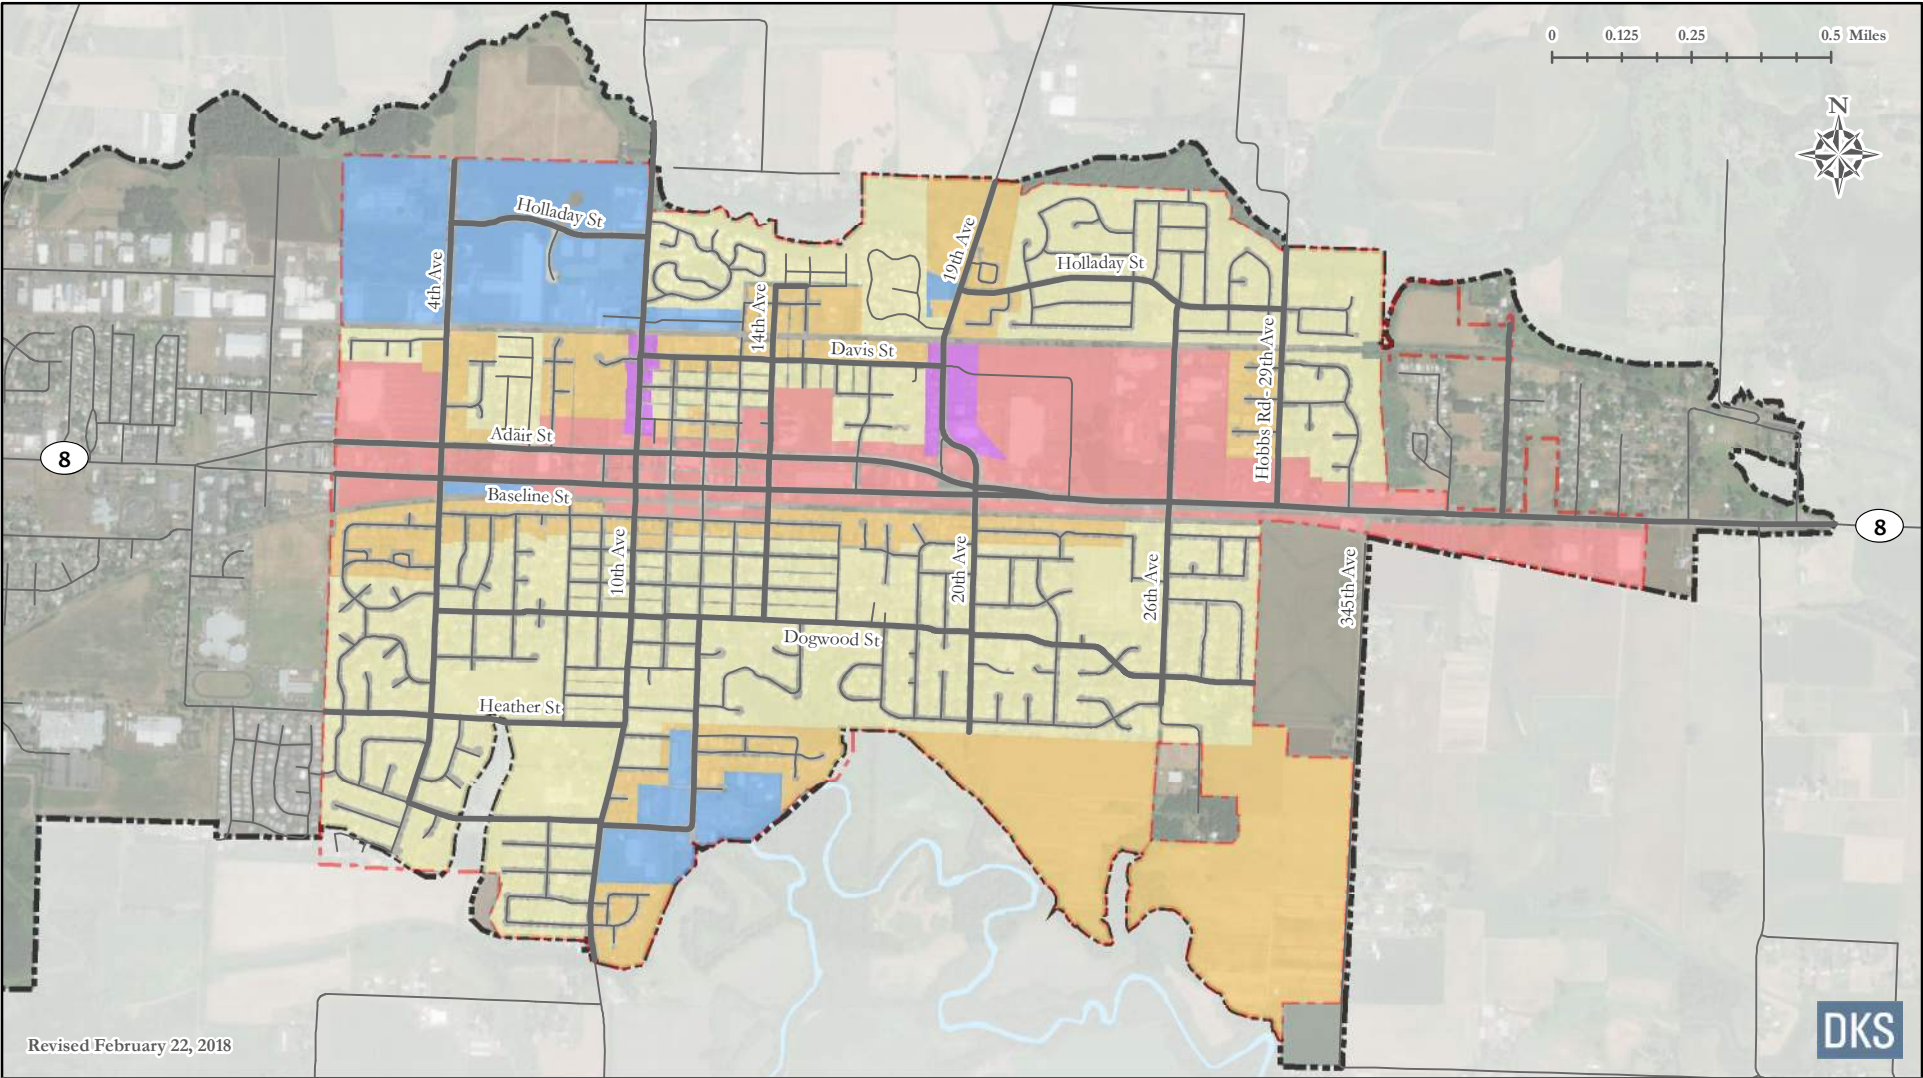 0 0.125 0.25 0.5 Miles
N
Holladay St
19th Ave
4th Ave
Holladay St
14th Ave
Davis St
Hobbs Rd - 29th Ave
Adair St
8
Baseline St
8
10th Ave
20th Ave
26th Ave
345th Ave
Dogwood St
Heather St
Revised February 22, 2018
DKS